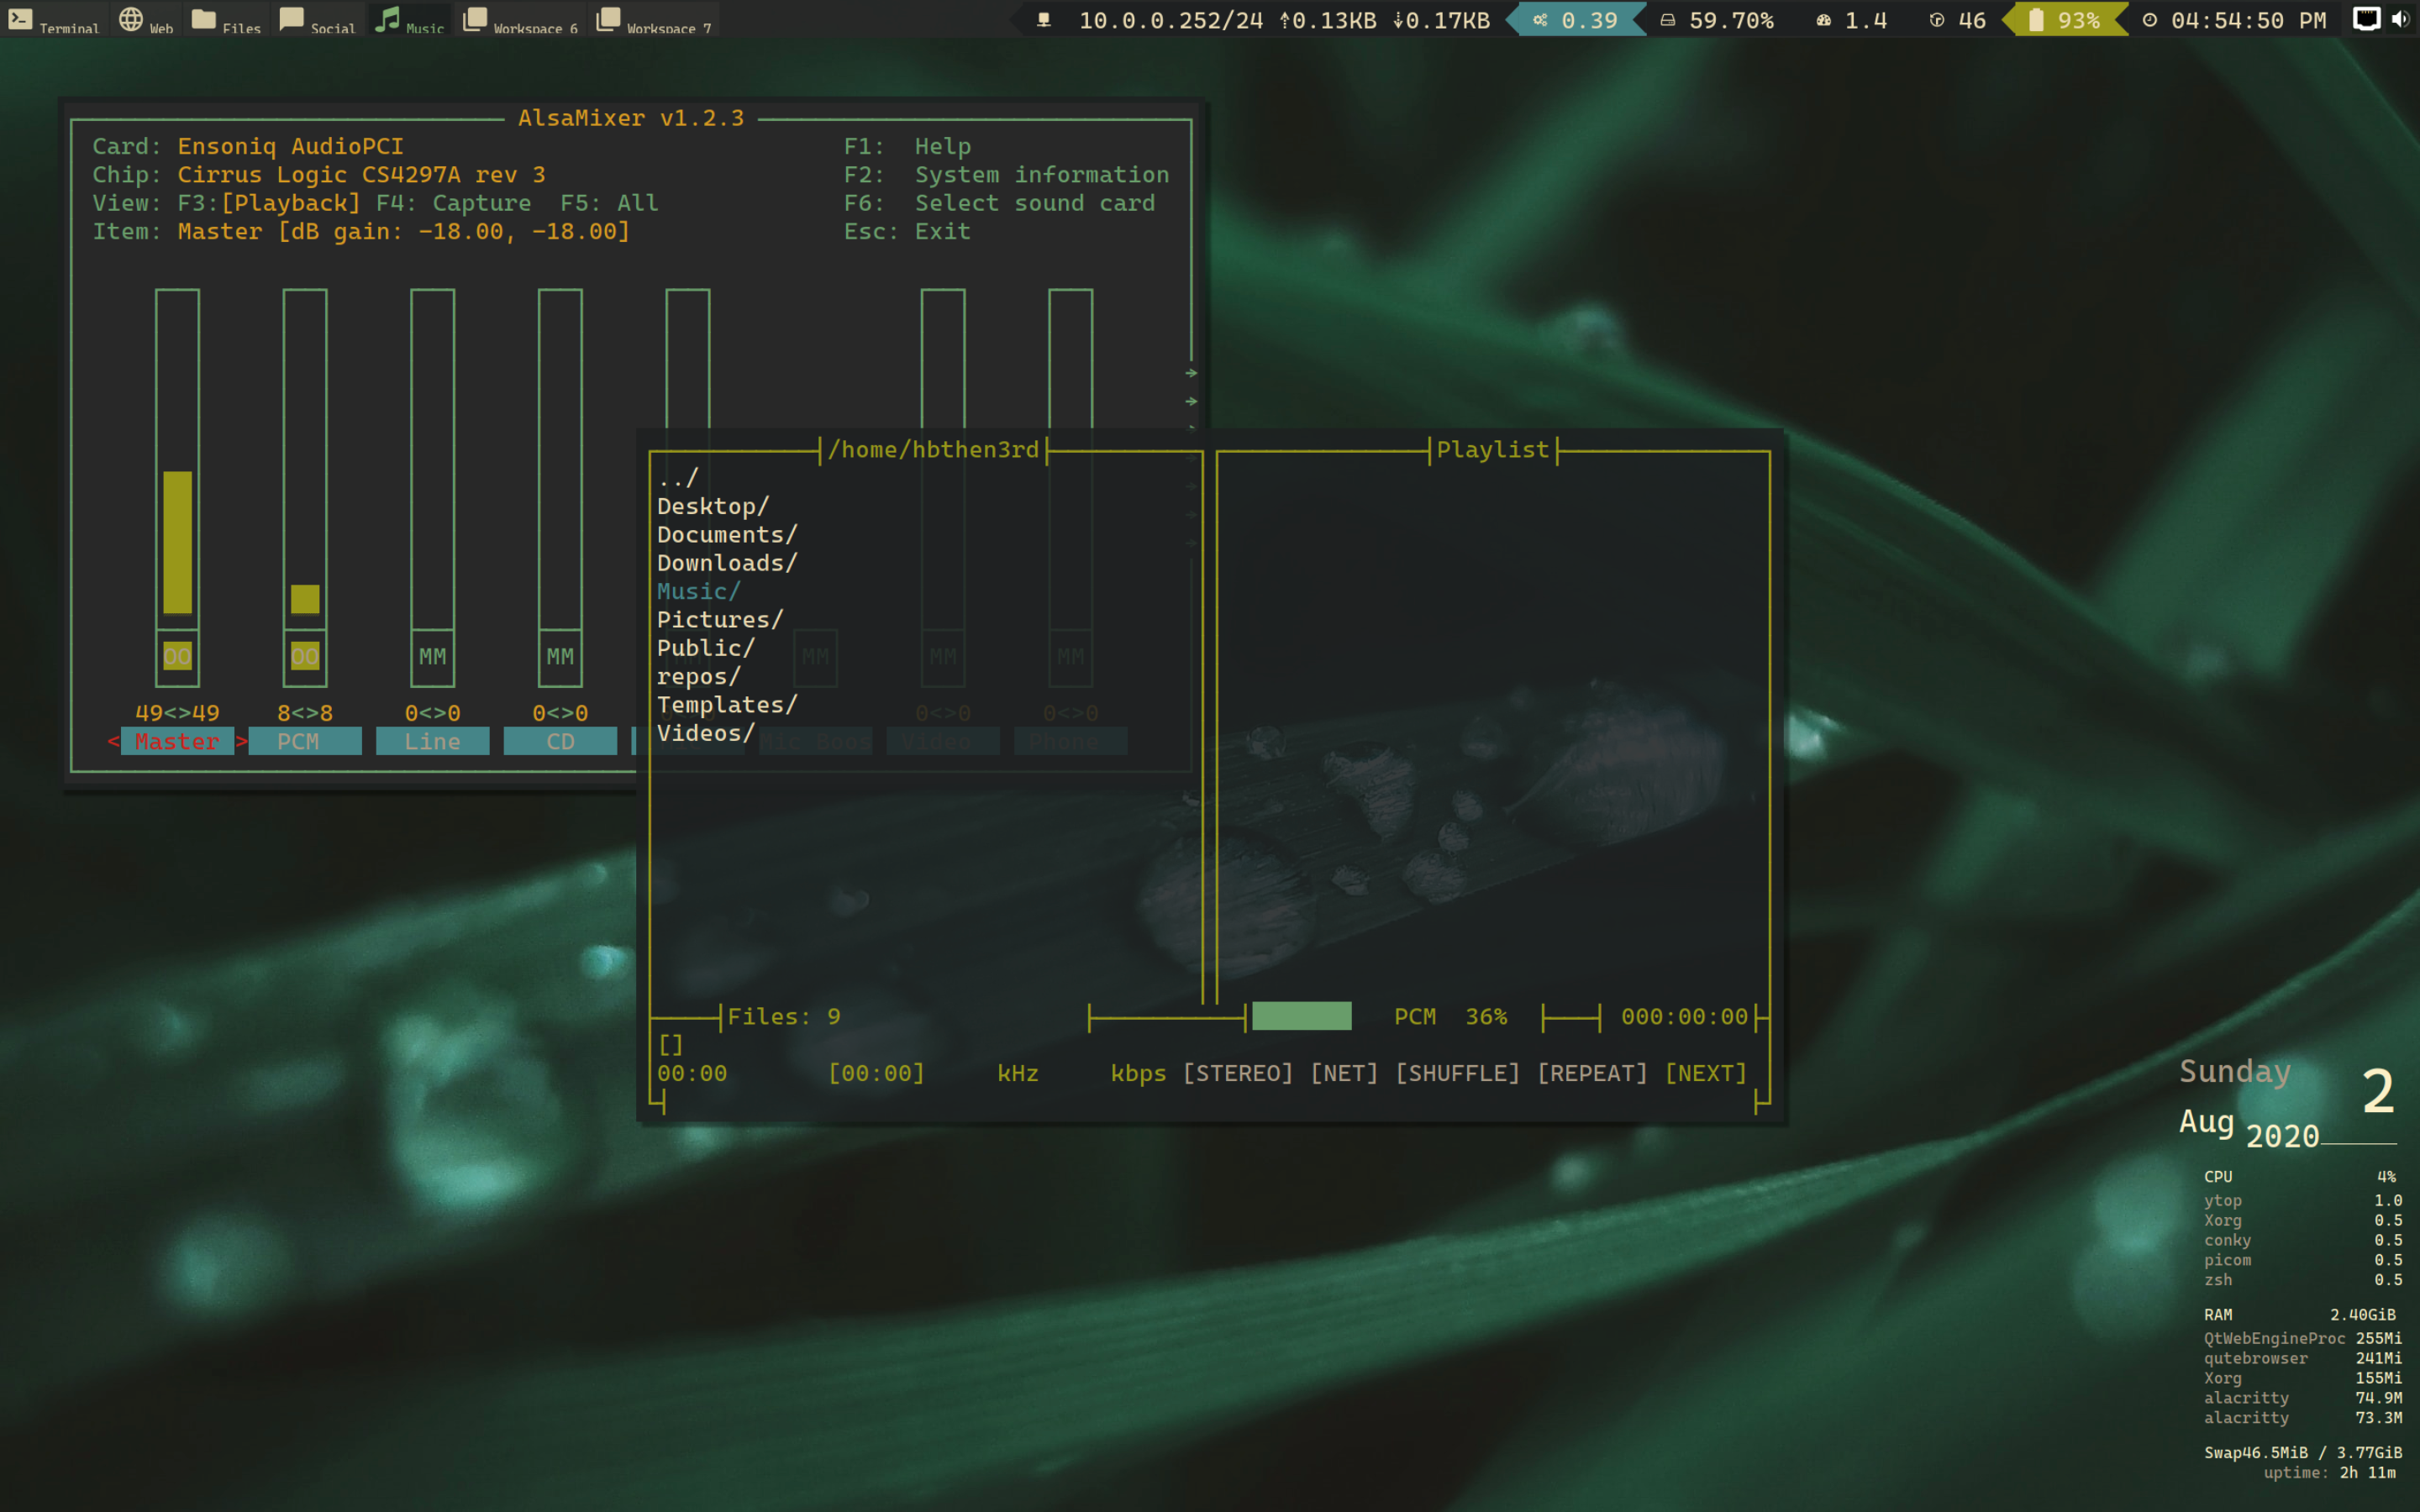 Terminal Web Files Social Music Workspace 6 Workspace 7
10.0.0.252/24 ⇡0.13KB ⇣0.17KB 0.39 59.70% 1.4 46 93% 04:54:50 PM
AlsaMixer v1.2.3
Card: Ensoniq AudioPCI F1: Help
Chip: Cirrus Logic CS4297A rev 3 F2: System information
View: F3:[Playback] F4: Capture F5: All F6: Select sound card
Item: Master [dB gain: −18.00, −18.00] Esc: Exit
OO OO MM MM MM MM MM
49<>49 8<>8 0<>0 0<>0 0<>0 0<>0
< Master > PCM Line CD Mic Boos Video Phone
/home/hbthen3rd
../
Desktop/
Documents/
Downloads/
Music/
Pictures/
Public/
repos/
Templates/
Videos/
Playlist
Files: 9 PCM 36% 000:00:00
[]
00:00 [00:00] kHz kbps [STEREO] [NET] [SHUFFLE] [REPEAT] [NEXT]
Sunday 2
Aug 2020
CPU 4%
ytop 1.0
Xorg 0.5
conky 0.5
picom 0.5
zsh 0.5
RAM 2.40GiB
QtWebEngineProc 255Mi
qutebrowser 241Mi
Xorg 155Mi
alacritty 74.9M
alacritty 73.3M
Swap46.5MiB / 3.77GiB
uptime: 2h 11m